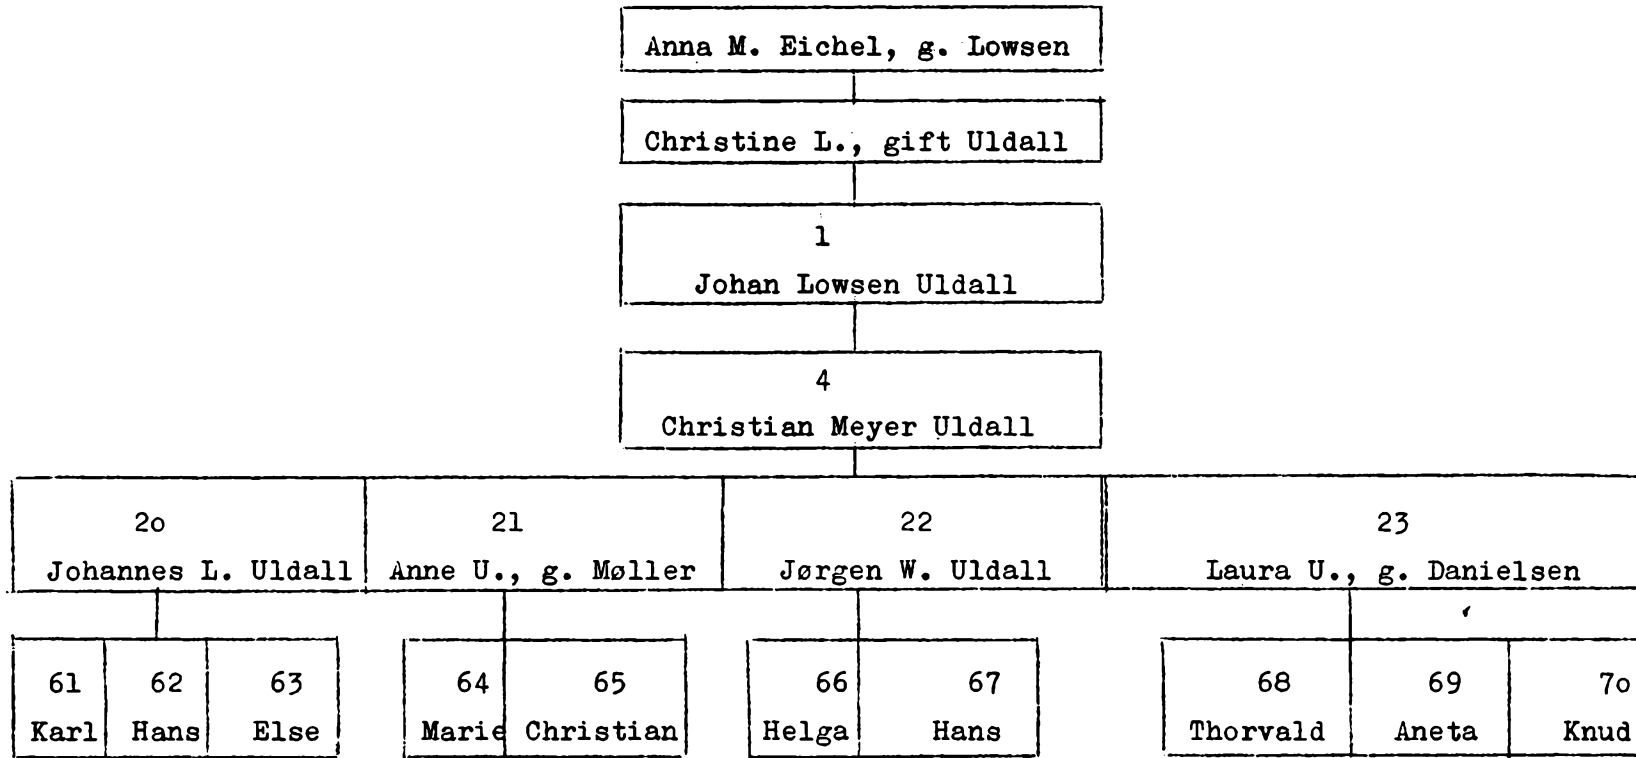 Anna M. Eichel, g. Lowsen
Christine L., gift Uldall
1
Johan Lowsen Uldall
4
Christian Meyer Uldall
2o 21 22 23
Johannes L. Uldall Anne U., g. Møller Jørgen W. Uldall Laura U., g. Danielsen
61 62 63 64 65 66 67 68 69 7o
Karl Hans Else Marie Christian Helga Hans Thorvald Aneta Knud